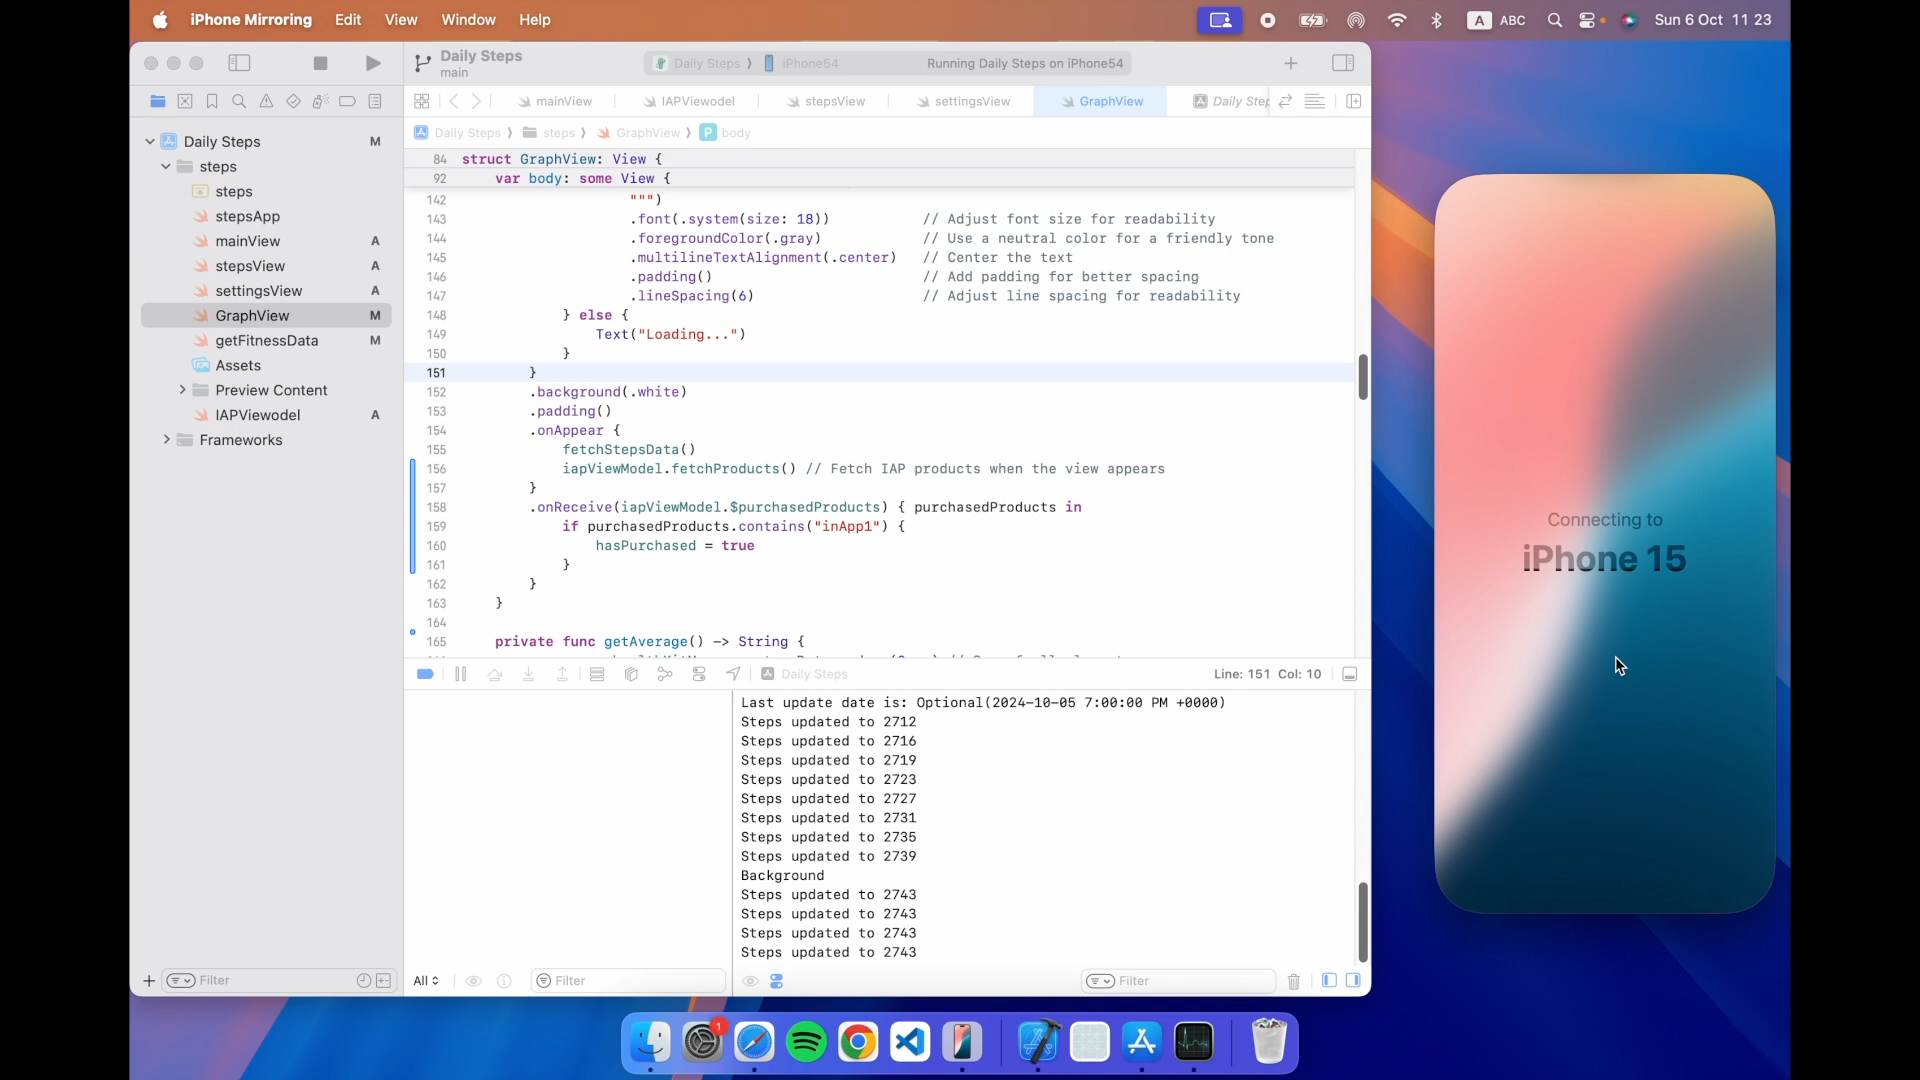 iPhone Mirroring Edit View Window Help
A ABC Sun 6 Oct 11 23
Daily Steps
main
Daily Steps iPhone54 Running Daily Steps on iPhone54
mainView IAPViewodel stepsView settingsView GraphView Daily Step
Daily Steps steps GraphView P body
Daily Steps M
steps
steps
stepsApp
mainView A
stepsView A
settingsView A
GraphView M
getFitnessData M
Assets
Preview Content
IAPViewodel A
Frameworks
Filter
84 struct GraphView: View {
92 var body: some View {
142 """)
143 .font(.system(size: 18)) // Adjust font size for readability
144 .foregroundColor(.gray) // Use a neutral color for a friendly tone
145 .multilineTextAlignment(.center) // Center the text
146 .padding() // Add padding for better spacing
147 .lineSpacing(6) // Adjust line spacing for readability
148 } else {
149 Text("Loading...")
150 }
151 }
152 .background(.white)
153 .padding()
154 .onAppear {
155 fetchStepsData()
156 iapViewModel.fetchProducts() // Fetch IAP products when the view appears
157 }
158 .onReceive(iapViewModel.$purchasedProducts) { purchasedProducts in
159 if purchasedProducts.contains("inApp1") {
160 hasPurchased = true
161 }
162 }
163 }
164
165 private func getAverage() -> String {
Daily Steps Line: 151 Col: 10
Last update date is: Optional(2024-10-05 7:00:00 PM +0000)
Steps updated to 2712
Steps updated to 2716
Steps updated to 2719
Steps updated to 2723
Steps updated to 2727
Steps updated to 2731
Steps updated to 2735
Steps updated to 2739
Background
Steps updated to 2743
Steps updated to 2743
Steps updated to 2743
Steps updated to 2743
All Filter Filter
Connecting to
iPhone 15
1